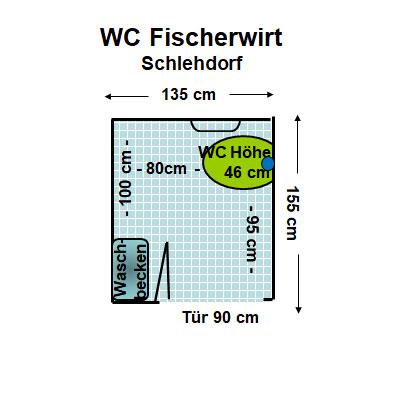 WC Fischerwirt
Schlehdorf
135 cm
WC Höhe
46 cm
- 80cm -
- 100 cm -
- 95 cm -
155 cm
Wasch-
becken
Tür 90 cm